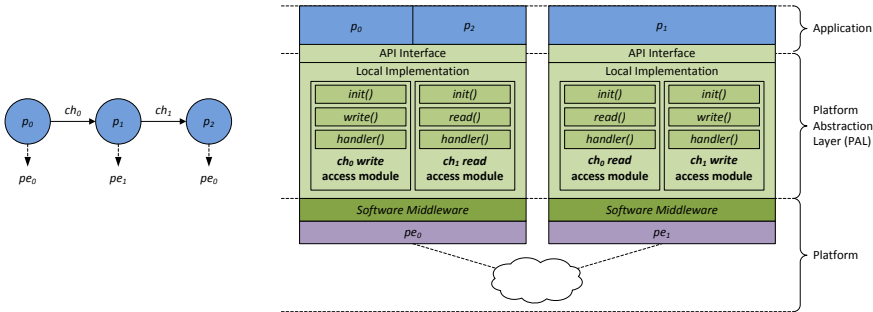 p0 p2 p1 Application
API Interface API Interface
Local Implementation Local Implementation
init() init() init() init()
ch0 ch1
write() read() read() write()
Platform
Abstraction
Layer (PAL)
p0 p1 p2
handler() handler() handler() handler()
ch0 write ch1 read ch0 read ch1 write
access module access module access module access module
pe0 pe1 pe0
Software Middleware Software Middleware
pe0 pe1
Platform